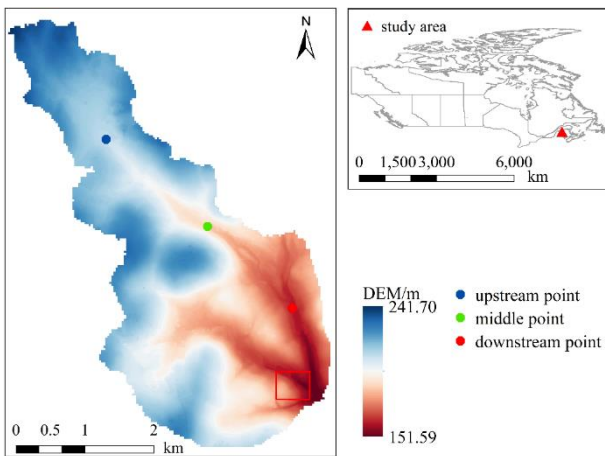 N
study area
0 1,500 3,000 6,000
km
DEM/m
241.70
151.59
upstream point
middle point
downstream point
0 0.5 1 2
km